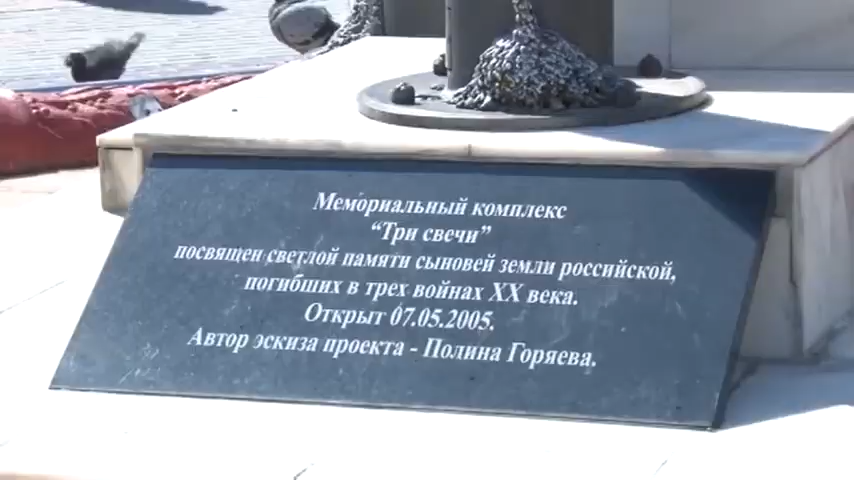 Мемориальный комплекс
“Три свечи”
посвящен светлой памяти сыновей земли российской,
погибших в трех войнах XX века.
Открыт 07.05.2005.
Автор эскиза проекта - Полина Горяева.